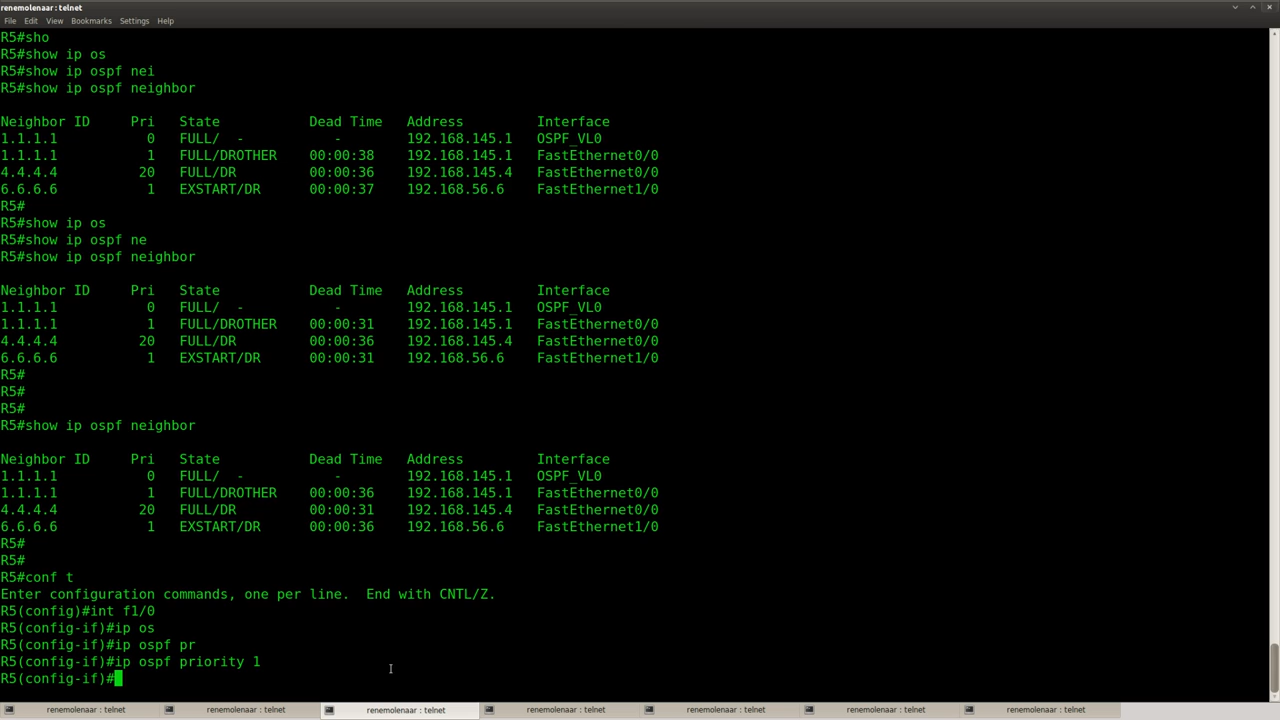 renemolenaar : telnet
File Edit View Bookmarks Settings Help
R5#sho
R5#show ip os
R5#show ip ospf nei
R5#show ip ospf neighbor
Neighbor ID     Pri   State           Dead Time   Address         Interface
1.1.1.1           0   FULL/  -           -        192.168.145.1   OSPF_VL0
1.1.1.1           1   FULL/DROTHER    00:00:38    192.168.145.1   FastEthernet0/0
4.4.4.4          20   FULL/DR         00:00:36    192.168.145.4   FastEthernet0/0
6.6.6.6           1   EXSTART/DR      00:00:37    192.168.56.6    FastEthernet1/0
R5#
R5#show ip os
R5#show ip ospf ne
R5#show ip ospf neighbor
Neighbor ID     Pri   State           Dead Time   Address         Interface
1.1.1.1           0   FULL/  -           -        192.168.145.1   OSPF_VL0
1.1.1.1           1   FULL/DROTHER    00:00:31    192.168.145.1   FastEthernet0/0
4.4.4.4          20   FULL/DR         00:00:36    192.168.145.4   FastEthernet0/0
6.6.6.6           1   EXSTART/DR      00:00:31    192.168.56.6    FastEthernet1/0
R5#
R5#
R5#
R5#show ip ospf neighbor
Neighbor ID     Pri   State           Dead Time   Address         Interface
1.1.1.1           0   FULL/  -           -        192.168.145.1   OSPF_VL0
1.1.1.1           1   FULL/DROTHER    00:00:36    192.168.145.1   FastEthernet0/0
4.4.4.4          20   FULL/DR         00:00:31    192.168.145.4   FastEthernet0/0
6.6.6.6           1   EXSTART/DR      00:00:36    192.168.56.6    FastEthernet1/0
R5#
R5#
R5#conf t
Enter configuration commands, one per line.  End with CNTL/Z.
R5(config)#int f1/0
R5(config-if)#ip os
R5(config-if)#ip ospf pr
R5(config-if)#ip ospf priority 1
R5(config-if)#
renemolenaar : telnet renemolenaar : telnet renemolenaar : telnet renemolenaar : telnet renemolenaar : telnet renemolenaar : telnet renemolenaar : telnet